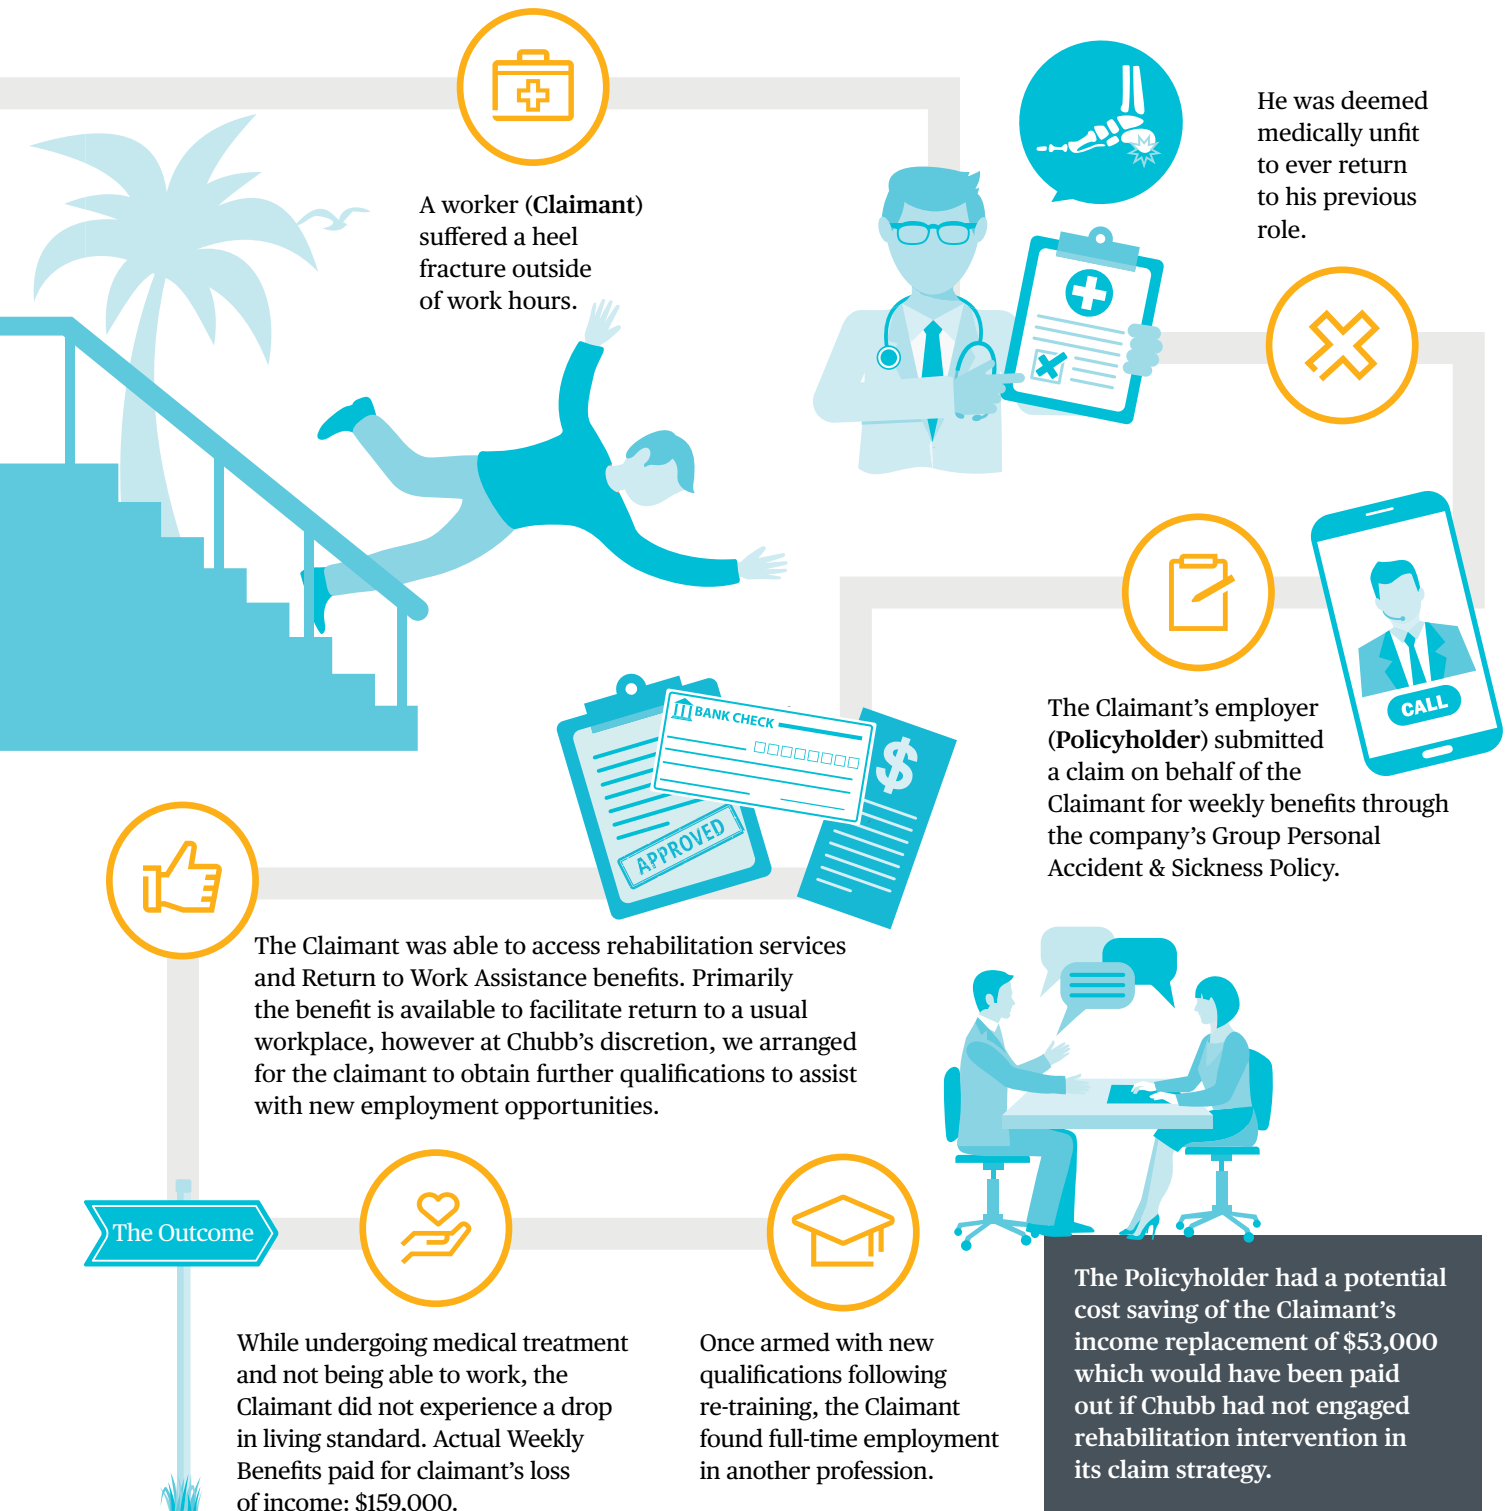 A worker (Claimant)
suffered a heel
fracture outside
of work hours.
He was deemed
medically unfit
to ever return
to his previous
role.
CALL
The Claimant’s employer
(Policyholder) submitted
a claim on behalf of the
Claimant for weekly benefits through
the company’s Group Personal
Accident & Sickness Policy.
BANK CHECK
$
APPROVED
The Claimant was able to access rehabilitation services
and Return to Work Assistance benefits. Primarily
the benefit is available to facilitate return to a usual
workplace, however at Chubb’s discretion, we arranged
for the claimant to obtain further qualifications to assist
with new employment opportunities.
The Outcome
While undergoing medical treatment
and not being able to work, the
Claimant did not experience a drop
in living standard. Actual Weekly
Benefits paid for claimant’s loss
of income: $159,000.
Once armed with new
qualifications following
re-training, the Claimant
found full-time employment
in another profession.
The Policyholder had a potential
cost saving of the Claimant’s
income replacement of $53,000
which would have been paid
out if Chubb had not engaged
rehabilitation intervention in
its claim strategy.